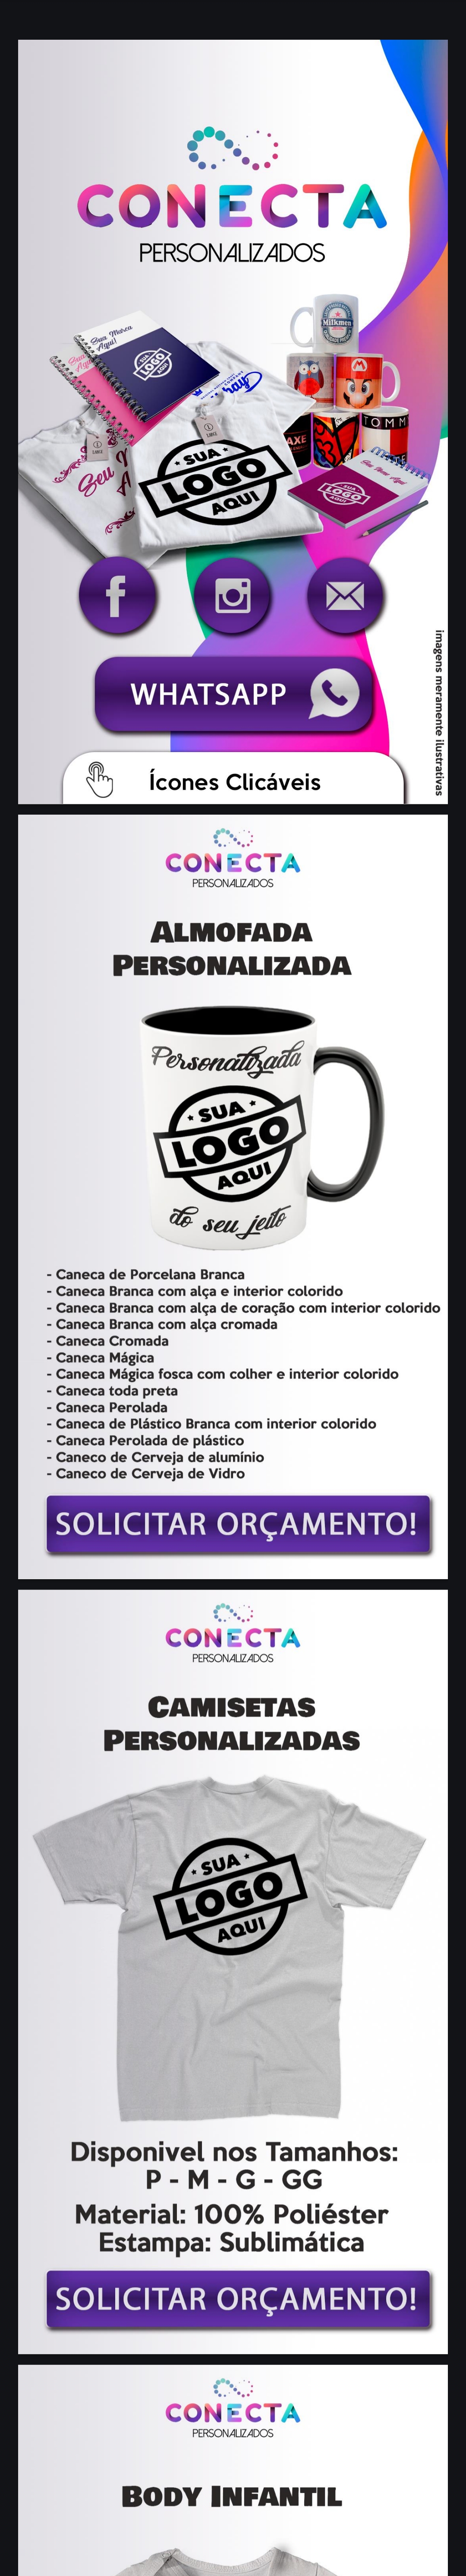 CONECTA
PERSONALIZADOS
Sua Marca
Aqui!
SUA
LOGO
AQUI
Milkmen
M
TOMM
AXE
WHATSAPP
Ícones Clicáveis
imagens meramente ilustrativas
CONECTA
PERSONALIZADOS
ALMOFADA
PERSONALIZADA
Personalizada
SUA
LOGO
AQUI
do seu jeito
- Caneca de Porcelana Branca
- Caneca Branca com alça e interior colorido
- Caneca Branca com alça de coração com interior colorido
- Caneca Branca com alça cromada
- Caneca Cromada
- Caneca Mágica
- Caneca Mágica fosca com colher e interior colorido
- Caneca toda preta
- Caneca Perolada
- Caneca de Plástico Branca com interior colorido
- Caneca Perolada de plástico
- Caneco de Cerveja de alumínio
- Caneco de Cerveja de Vidro
SOLICITAR ORÇAMENTO!
CONECTA
PERSONALIZADOS
CAMISETAS
PERSONALIZADAS
SUA
LOGO
AQUI
Disponivel nos Tamanhos:
P - M - G - GG
Material: 100% Poliéster
Estampa: Sublimática
SOLICITAR ORÇAMENTO!
CONECTA
PERSONALIZADOS
BODY INFANTIL